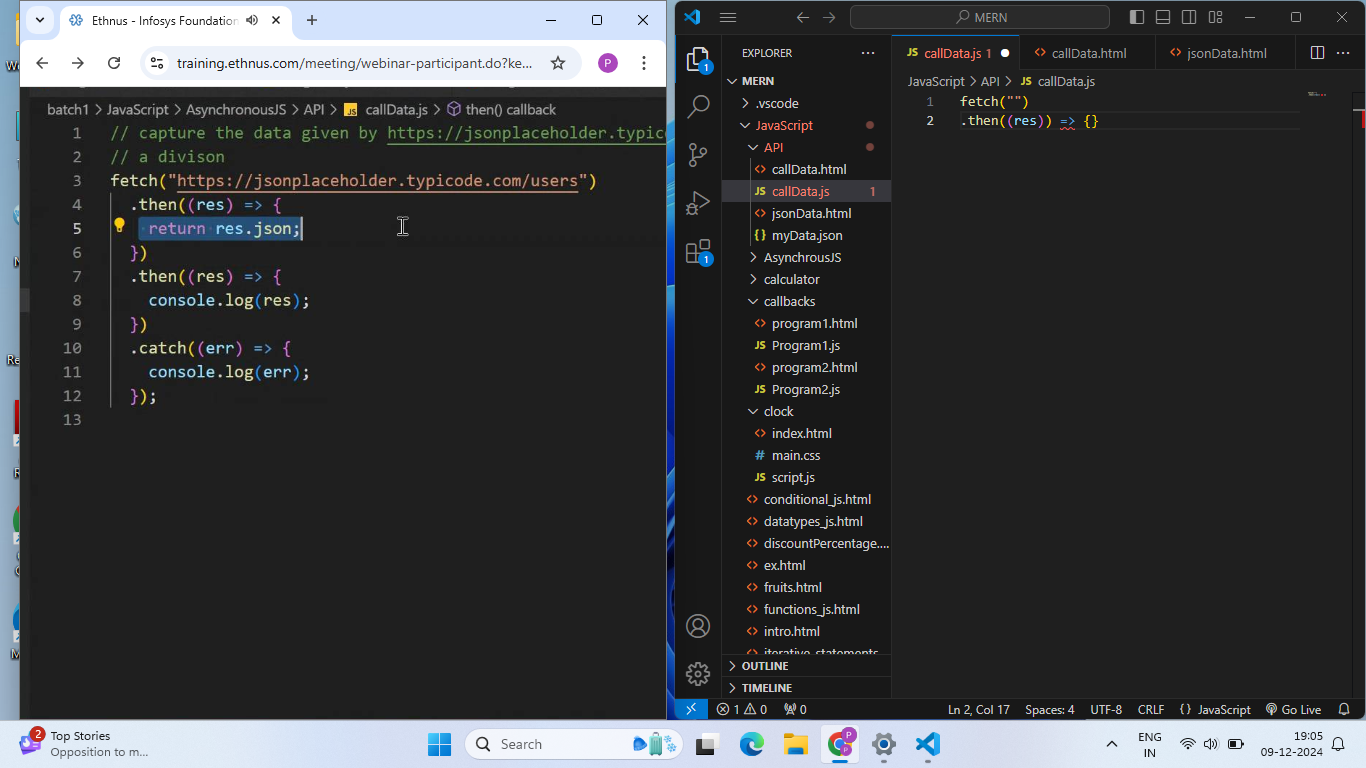 Ethnus - Infosys Foundation
training.ethnus.com/meeting/webinar-participant.do?ke...
P
batch1 > JavaScript > AsynchronousJS > API > JS callData.js > then() callback
1 // capture the data given by https://jsonplaceholder.typic
2 // a divison
3 fetch("https://jsonplaceholder.typicode.com/users")
4 .then((res) => {
5 return res.json;
6 })
7 .then((res) => {
8 console.log(res);
9 })
10 .catch((err) => {
11 console.log(err);
12 });
13
MERN
EXPLORER
MERN
.vscode
JavaScript
API
callData.html
JS callData.js 1
jsonData.html
{} myData.json
AsynchrousJS
calculator
callbacks
program1.html
JS Program1.js
program2.html
JS Program2.js
clock
index.html
# main.css
JS script.js
conditional_js.html
datatypes_js.html
discountPercentage....
ex.html
fruits.html
functions_js.html
intro.html
iterative_statements
OUTLINE
TIMELINE
1
1
JS callData.js 1
callData.html
jsonData.html
JavaScript > API > JS callData.js
1 fetch("")
2 .then((res)) => {}
1 0 0
Ln 2, Col 17 Spaces: 4 UTF-8 CRLF {} JavaScript Go Live
2
Top Stories
Opposition to m...
Search
P
ENG
IN
19:05
09-12-2024